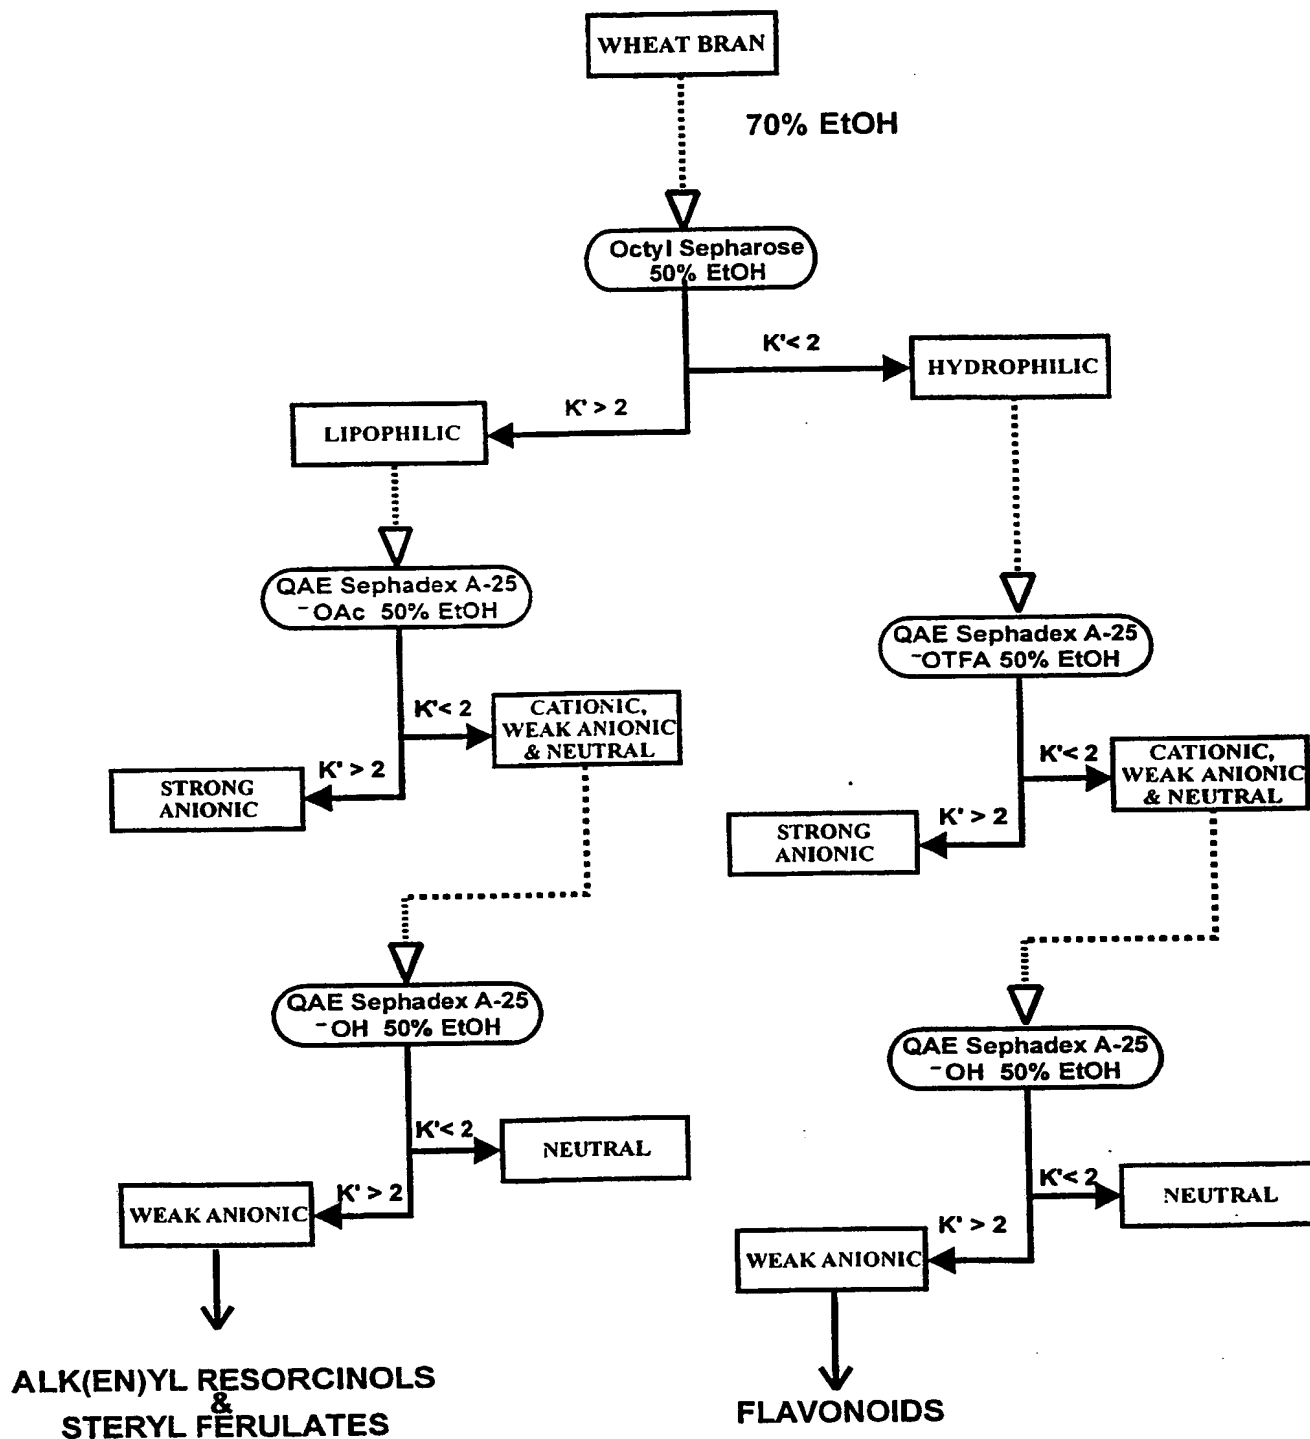 WHEAT BRAN
70% EtOH
Octyl Sepharose
50% EtOH
K'< 2
HYDROPHILIC
K' > 2
LIPOPHILIC
QAE Sephadex A-25
⁻OAc 50% EtOH
QAE Sephadex A-25
⁻OTFA 50% EtOH
K'< 2
CATIONIC,
WEAK ANIONIC
& NEUTRAL
K' > 2
STRONG
ANIONIC
K'< 2
CATIONIC,
WEAK ANIONIC
& NEUTRAL
K' > 2
STRONG
ANIONIC
QAE Sephadex A-25
⁻OH 50% EtOH
QAE Sephadex A-25
⁻OH 50% EtOH
K'< 2
NEUTRAL
K' > 2
WEAK ANIONIC
K'< 2
NEUTRAL
K' > 2
WEAK ANIONIC
ALK(EN)YL RESORCINOLS
&
STERYL FERULATES
FLAVONOIDS